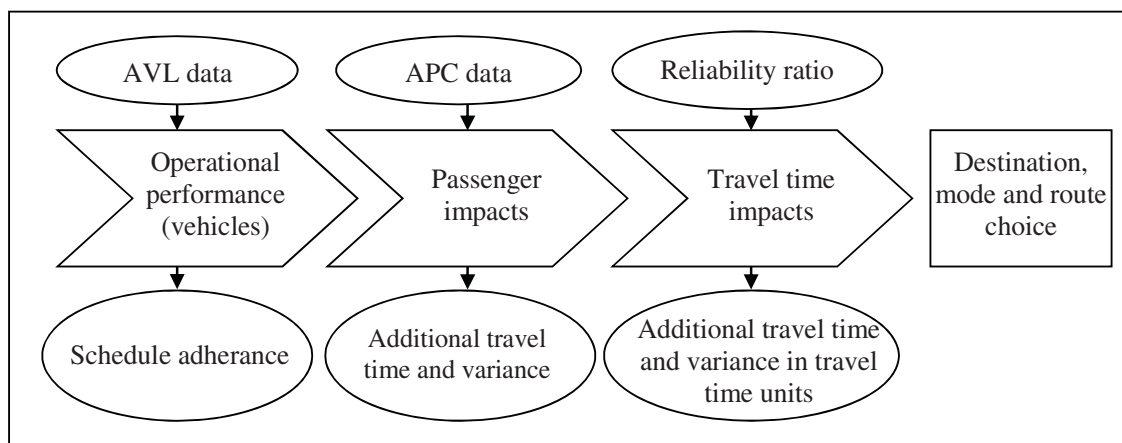 AVL data
APC data
Reliability ratio
Operational
performance
(vehicles)
Passenger
impacts
Travel time
impacts
Destination,
mode and route
choice
Schedule adherance
Additional travel
time and variance
Additional travel time
and variance in travel
time units